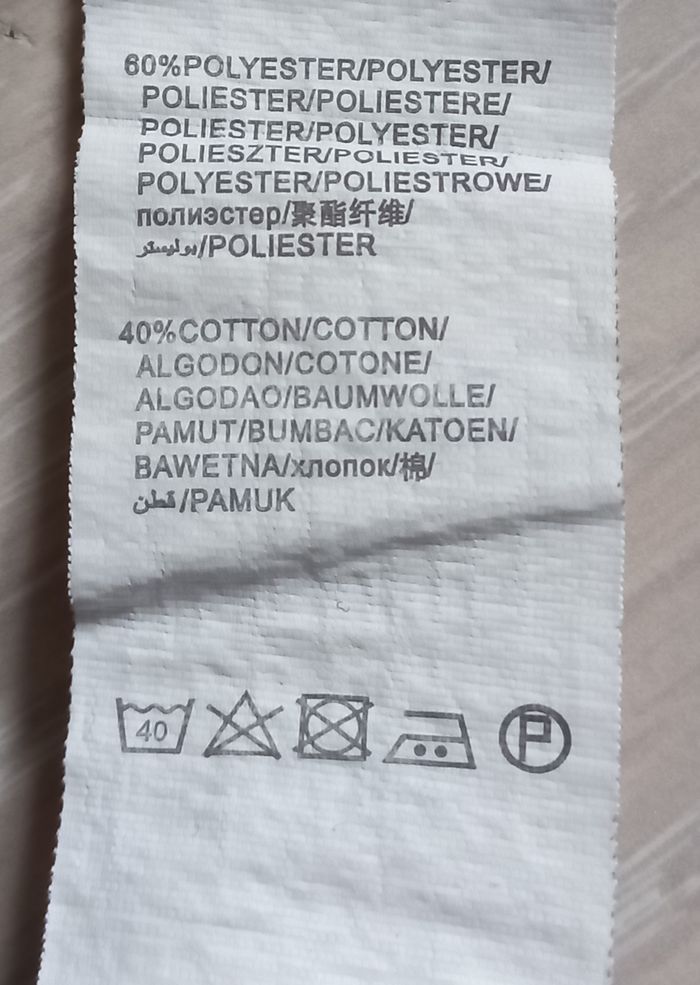 60%POLYESTER/POLYESTER/
POLIESTER/POLIESTERE/
POLIESTER/POLYESTER/
POLIESZTER/POLIESTER/
POLYESTER/POLIESTROWE/
полиэстер/聚酯纤维/
بوليستر/POLIESTER
40%COTTON/COTTON/
ALGODON/COTONE/
ALGODAO/BAUMWOLLE/
PAMUT/BUMBAC/KATOEN/
BAWETNA/хлопок/棉/
قطن/PAMUK
40
P